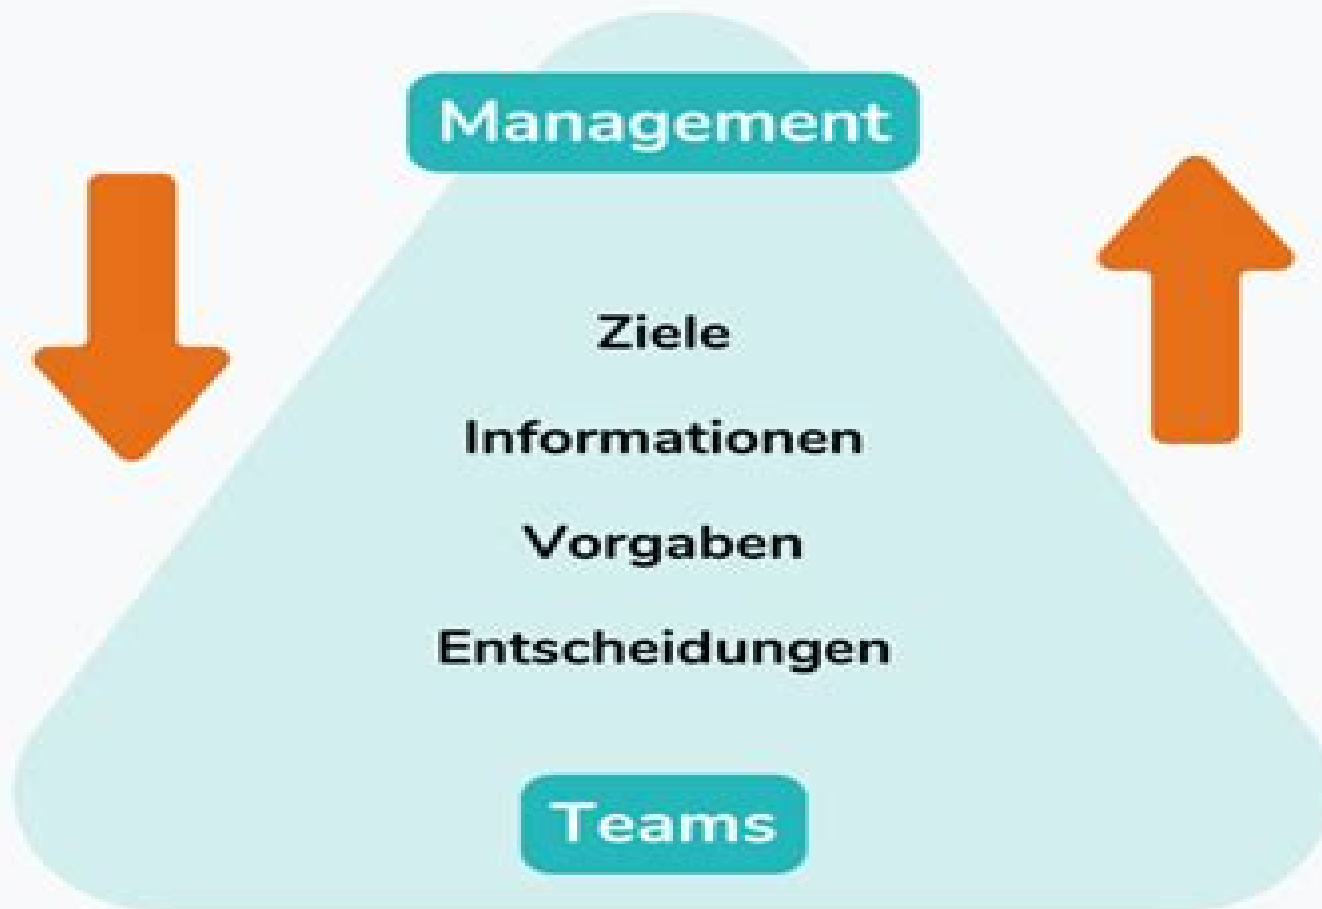 Management
Ziele
Informationen
Vorgaben
Entscheidungen
Teams